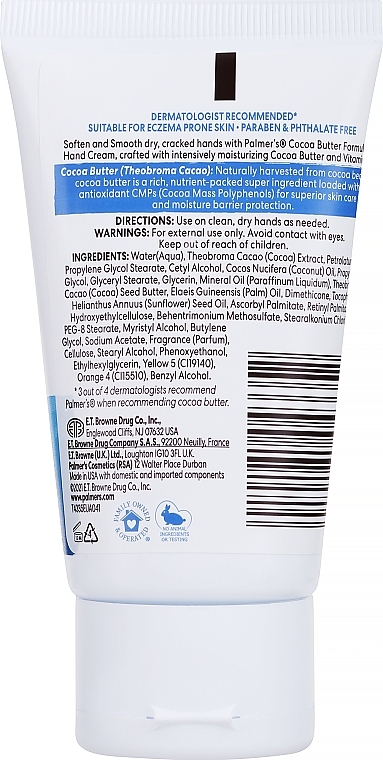 DERMATOLOGIST RECOMMENDED*
SUITABLE FOR ECZEMA PRONE SKIN • PARABEN & PHTHALATE FREE
Soften and Smooth dry, cracked hands with Palmer's® Cocoa Butter
Hand Cream, crafted with intensively moisturizing Cocoa Butter and
Cocoa Butter (Theobroma Cacao): Naturally harvested from cocoa
cocoa butter is a rich, nutrient-packed super ingredient loaded with
antioxidant CMPs (Cocoa Mass Polyphenols) for superior skin care
and moisture barrier protection.
DIRECTIONS: Use on clean, dry hands as needed.
WARNINGS: For external use only. Avoid contact with eyes.
Keep out of reach of children.
INGREDIENTS: Water(Aqua), Theobroma Cacao (Cocoa) Extract,
Propylene Glycol Stearate, Cetyl Alcohol, Cocos Nucifera (Coconut) Oil,
Glycol, Glyceryl Stearate, Glycerin, Mineral Oil (Paraffinum Liquidum),
Cacao (Cocoa) Seed Butter, Elaeis Guineensis (Palm) Oil, Dimethicone,
Helianthus Annuus (Sunflower) Seed Oil, Ascorbyl Palmitate, Retinyl
Hydroxyethylcellulose, Behentrimonium Methosulfate, Stearalkonium
PEG-8 Stearate, Myristyl Alcohol, Butylene
Glycol, Sodium Acetate, Fragrance (Parfum),
Cellulose, Stearyl Alcohol, Phenoxyethanol,
Ethylhexylglycerin, Yellow 5 (CI19140),
Orange 4 (CI15510), Benzyl Alcohol.
*3 out of 4 dermatologists recommend
Palmer's® when recommending cocoa butter.
E.T. Browne Drug Co., Inc.,
Englewood Cliffs, NJ 07632 USA
E.T. Browne Drug Company S.A.S., 92200 Neuilly, France
E.T. Browne (U.K.) Ltd., Loughton IG10 3FL U.K.
Palmer's Cosmetics (RSA) 12 Walter Place Durban
Made in USA with domestic and imported components
©2021 E.T. Browne Drug Co., Inc.
www.palmers.com
FAMILY OWNED
& OPERATED
NO ANIMAL
INGREDIENTS
OR TESTING